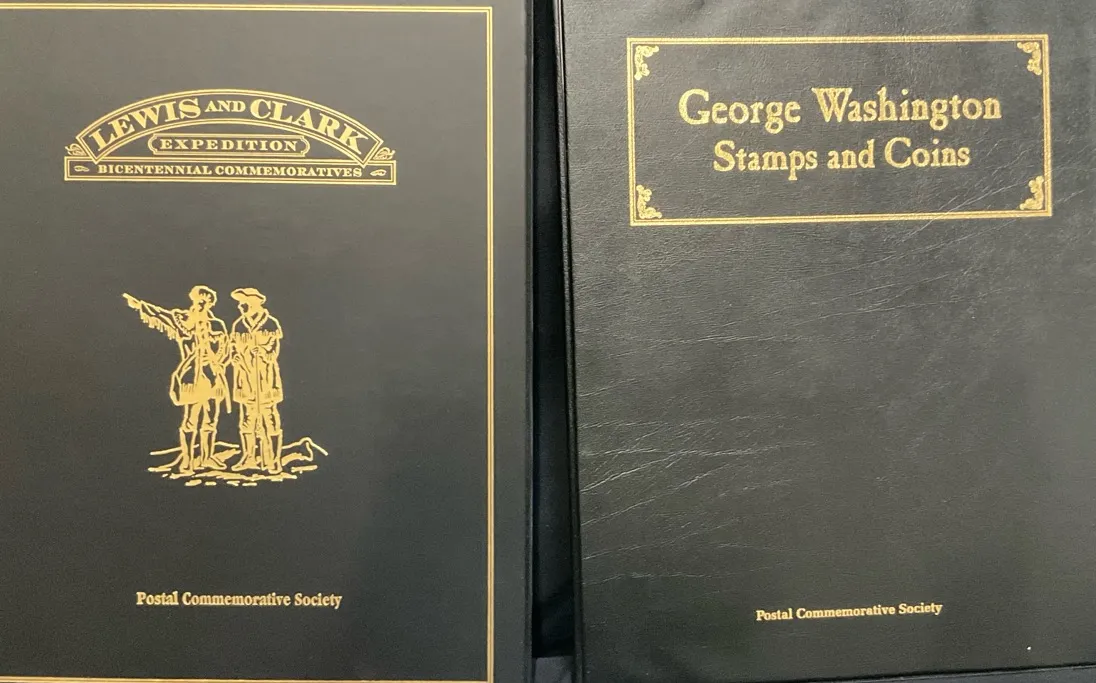 LEWIS AND CLARK
EXPEDITION
BICENTENNIAL COMMEMORATIVES
Postal Commemorative Society
George Washington
Stamps and Coins
Postal Commemorative Society